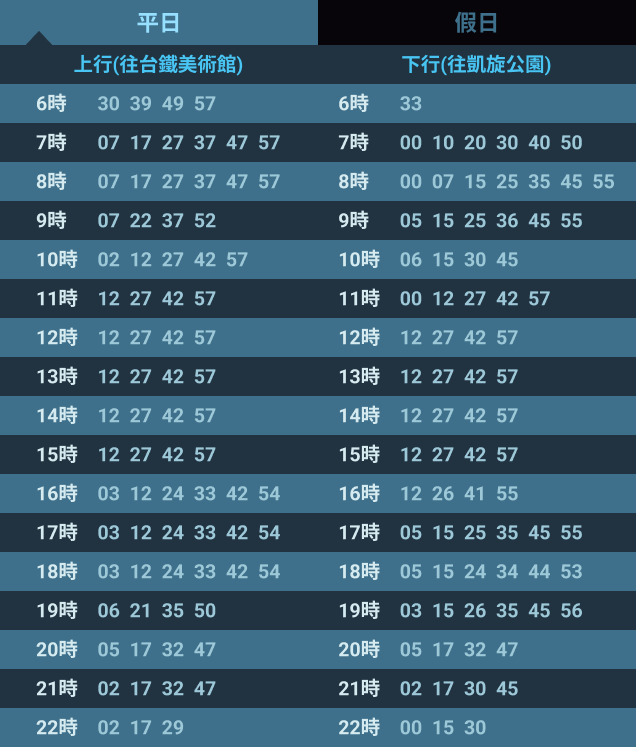 平日 假日
上行(往台鐵美術館) 下行(往凱旋公園)
6時 30 39 49 57 6時 33
7時 07 17 27 37 47 57 7時 00 10 20 30 40 50
8時 07 17 27 37 47 57 8時 00 07 15 25 35 45 55
9時 07 22 37 52 9時 05 15 25 36 45 55
10時 02 12 27 42 57 10時 06 15 30 45
11時 12 27 42 57 11時 00 12 27 42 57
12時 12 27 42 57 12時 12 27 42 57
13時 12 27 42 57 13時 12 27 42 57
14時 12 27 42 57 14時 12 27 42 57
15時 12 27 42 57 15時 12 27 42 57
16時 03 12 24 33 42 54 16時 12 26 41 55
17時 03 12 24 33 42 54 17時 05 15 25 35 45 55
18時 03 12 24 33 42 54 18時 05 15 24 34 44 53
19時 06 21 35 50 19時 03 15 26 35 45 56
20時 05 17 32 47 20時 05 17 32 47
21時 02 17 32 47 21時 02 17 30 45
22時 02 17 29 22時 00 15 30